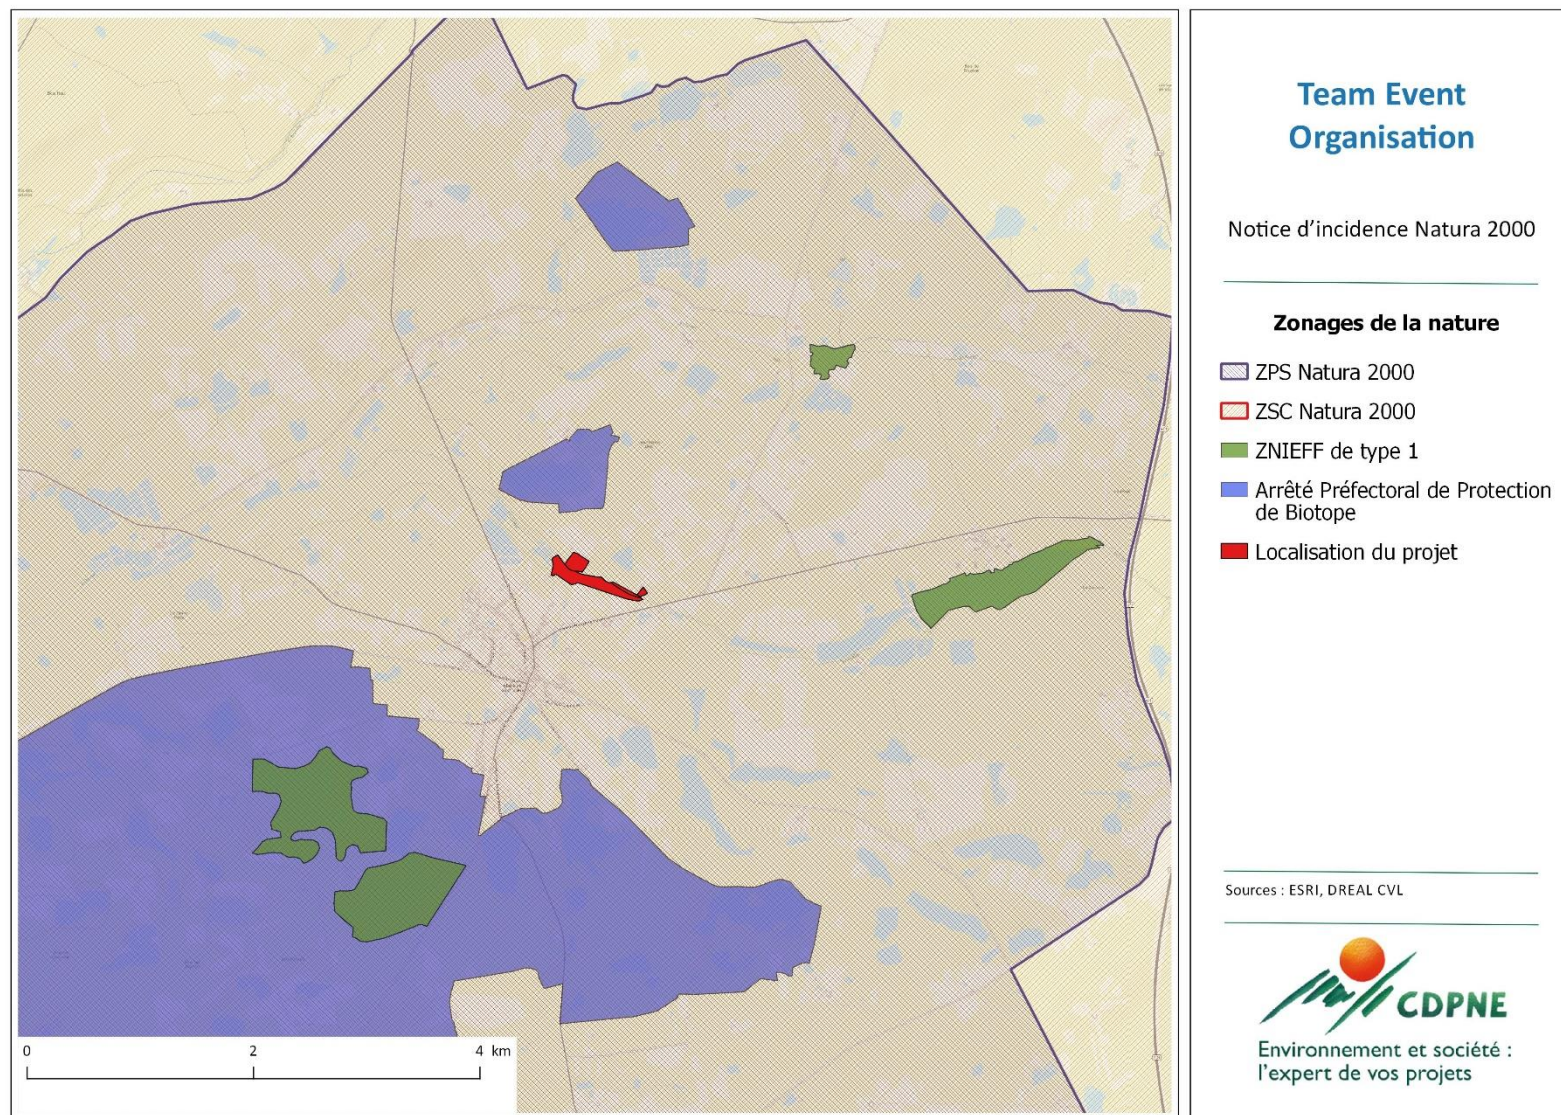 Team Event
Organisation
Notice d’incidence Natura 2000
Zonages de la nature
ZPS Natura 2000
ZSC Natura 2000
ZNIEFF de type 1
Arrêté Préfectoral de Protection
de Biotope
Localisation du projet
Sources : ESRI, DREAL CVL
CDPNE
Environnement et société :
l’expert de vos projets
0 2 4 km